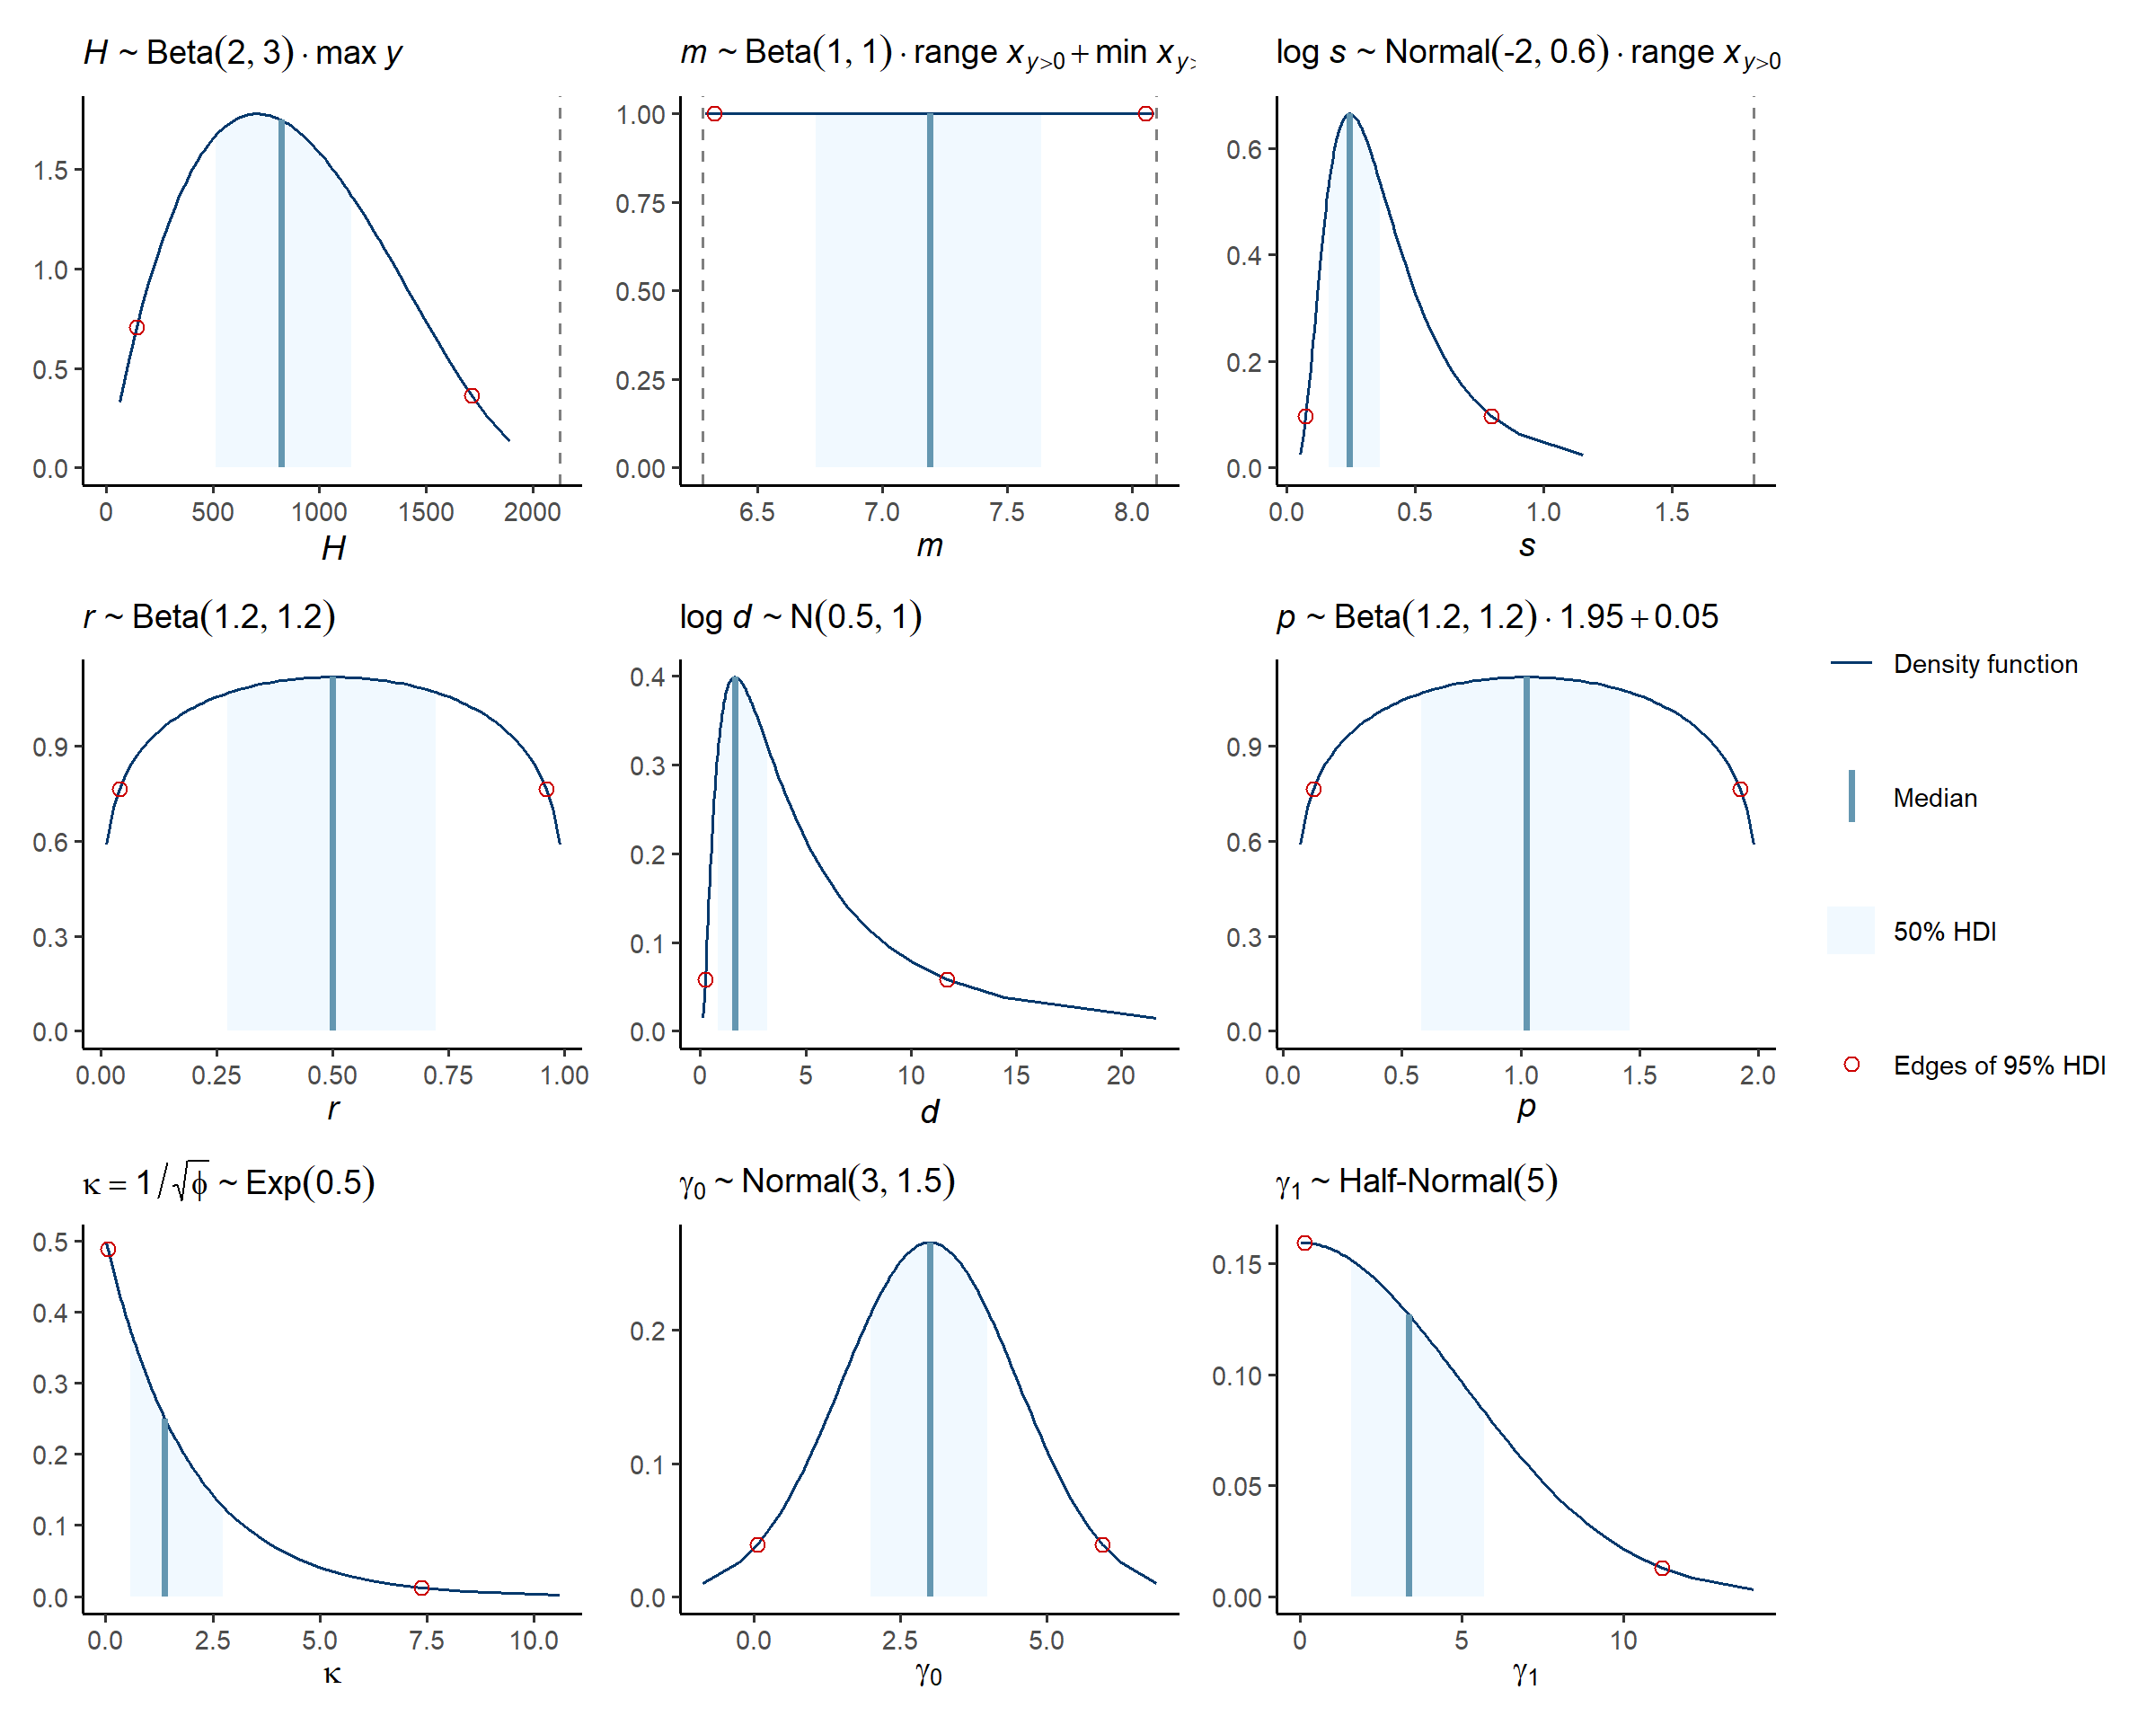 H ~ Beta(2, 3) · max y
1.5
1.0
0.5
0.0
0 500 1000 1500 2000
H
m ~ Beta(1, 1) · range x_{y>0} + min x_{y>
1.00
0.75
0.50
0.25
0.00
6.5 7.0 7.5 8.0
m
log s ~ Normal(-2, 0.6) · range x_{y>0}
0.6
0.4
0.2
0.0
0.0 0.5 1.0 1.5
s
r ~ Beta(1.2, 1.2)
0.9
0.6
0.3
0.0
0.00 0.25 0.50 0.75 1.00
r
log d ~ N(0.5, 1)
0.4
0.3
0.2
0.1
0.0
0 5 10 15 20
d
p ~ Beta(1.2, 1.2) · 1.95 + 0.05
0.9
0.6
0.3
0.0
0.0 0.5 1.0 1.5 2.0
p
κ = 1/√ϕ ~ Exp(0.5)
0.5
0.4
0.3
0.2
0.1
0.0
0.0 2.5 5.0 7.5 10.0
κ
γ₀ ~ Normal(3, 1.5)
0.2
0.1
0.0
0.0 2.5 5.0
γ₀
γ₁ ~ Half-Normal(5)
0.15
0.10
0.05
0.00
0 5 10
γ₁
Density function
Median
50% HDI
Edges of 95% HDI